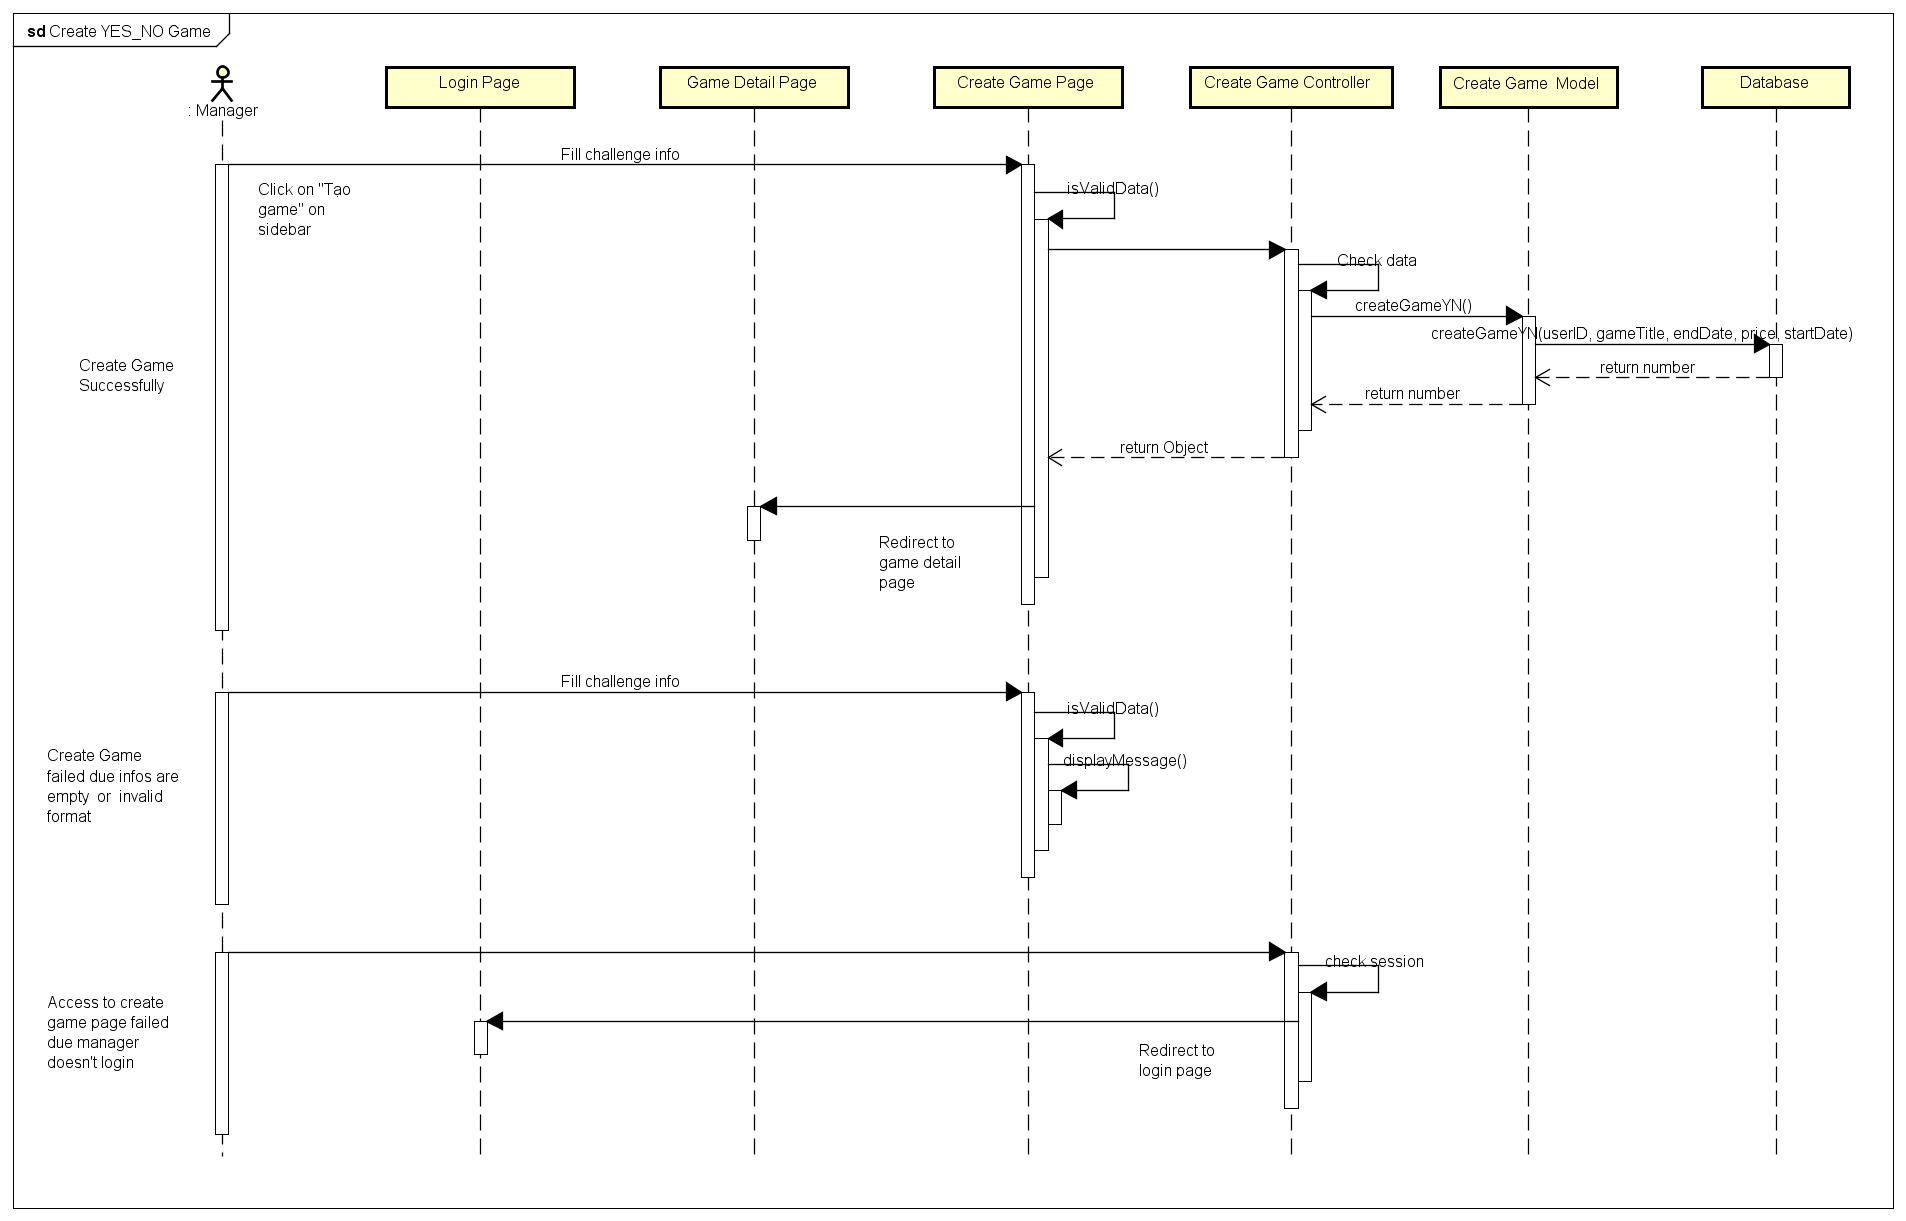 sd Create YES_NO Game
: Manager
Login Page
Game Detail Page
Create Game Page
Create Game Controller
Create Game  Model
Database
Fill challenge info
Click on "Tạo
game" on
sidebar
isValidData()
Check data
createGameYN()
createGameYN(userID, gameTitle, endDate, price, startDate)
Create Game
Successfully
return number
return number
return Object
Redirect to
game detail
page
Fill challenge info
isValidData()
Create Game
failed due infos are
empty  or  invalid
format
displayMessage()
check session
Access to create
game page failed
due manager
doesn't login
Redirect to
login page